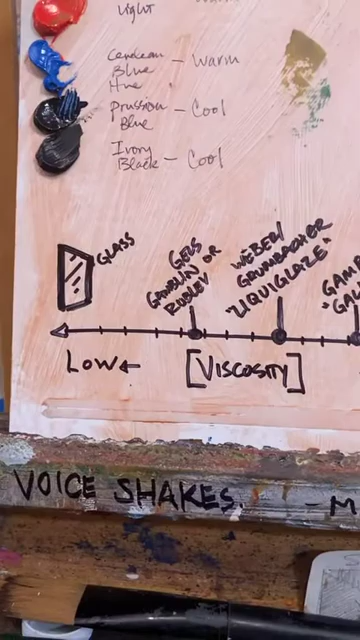 Light
Cerulean
Blue — Warm
Hue
Prussian — Cool
Blue
Ivory
Black — Cool
GLASS
GELS
GAMBLIN OR
RUBLEV
WEBER/
GRUMBACHER
"LIQUIGLAZE"
LOW ←
[VISCOSITY]
VOICE SHAKES - M